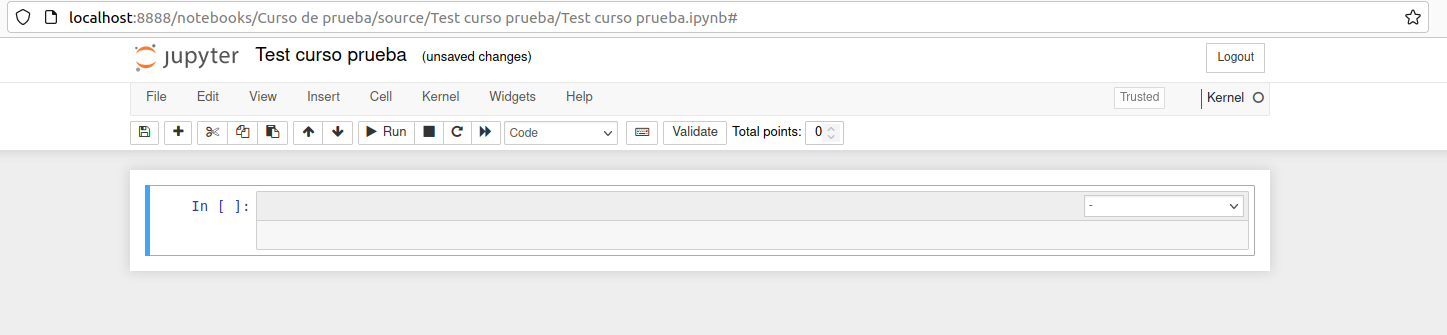 localhost:8888/notebooks/Curso de prueba/source/Test curso prueba/Test curso prueba.ipynb#
jupyter Test curso prueba (unsaved changes) Logout
File Edit View Insert Cell Kernel Widgets Help Trusted Kernel
Run Code Validate Total points: 0
In [ ]: -